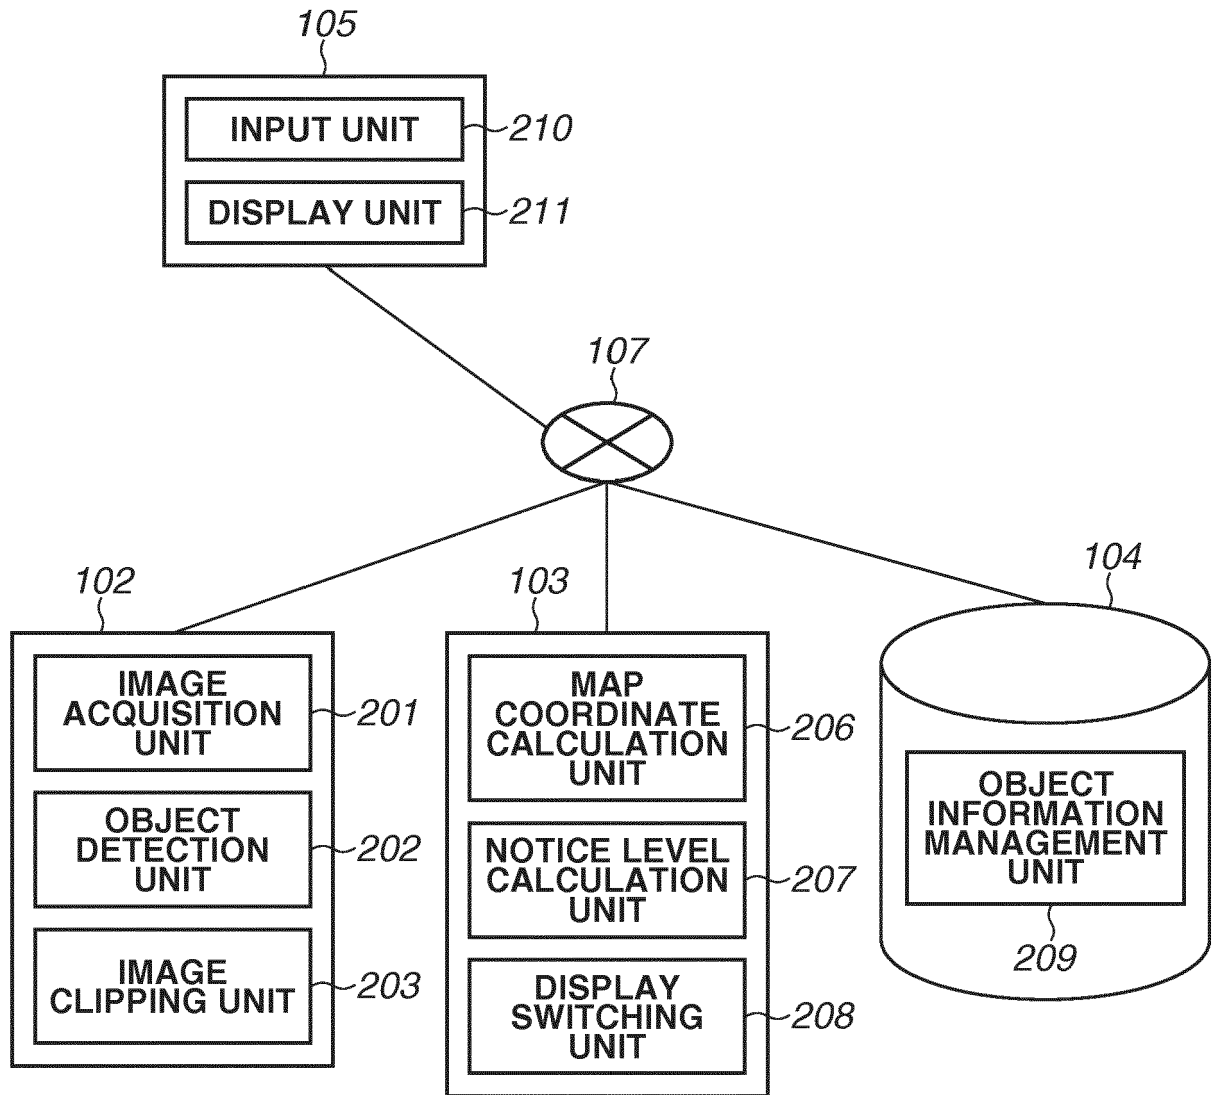 105
INPUT UNIT
210
DISPLAY UNIT
211
107
102
103
104
IMAGE
ACQUISITION
UNIT
201
OBJECT
DETECTION
UNIT
202
IMAGE
CLIPPING UNIT
203
MAP
COORDINATE
CALCULATION
UNIT
206
NOTICE LEVEL
CALCULATION
UNIT
207
DISPLAY
SWITCHING
UNIT
208
OBJECT
INFORMATION
MANAGEMENT
UNIT
209